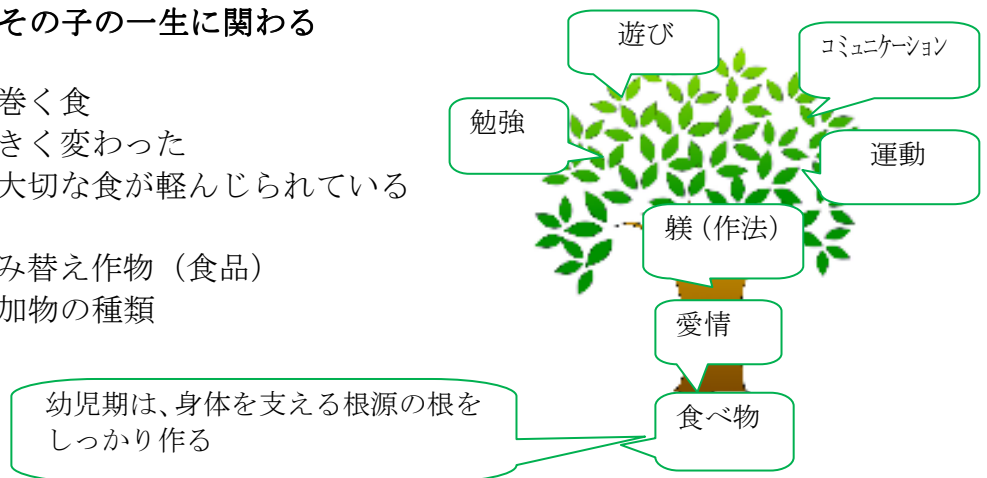 その子の一生に関わる
巻く食
きく変わった
大切な食が軽んじられている
み替え作物（食品）
加物の種類
遊び
コミュニケーション
勉強
運動
躾（作法）
愛情
食べ物
幼児期は、身体を支える根源の根を
しっかり作る